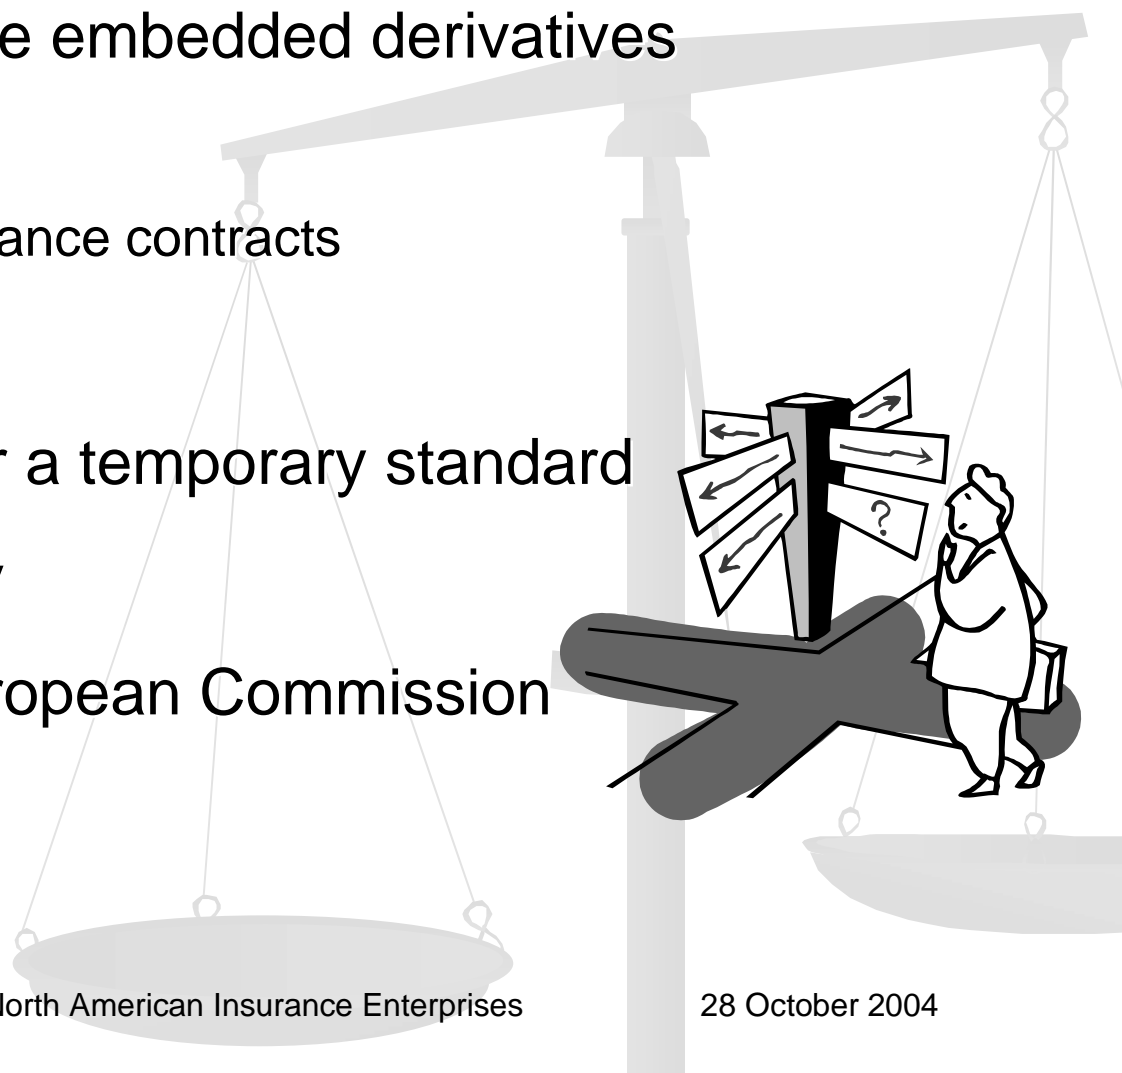 e embedded derivatives
ance contracts
r a temporary standard
?
ropean Commission
North American Insurance Enterprises 28 October 2004